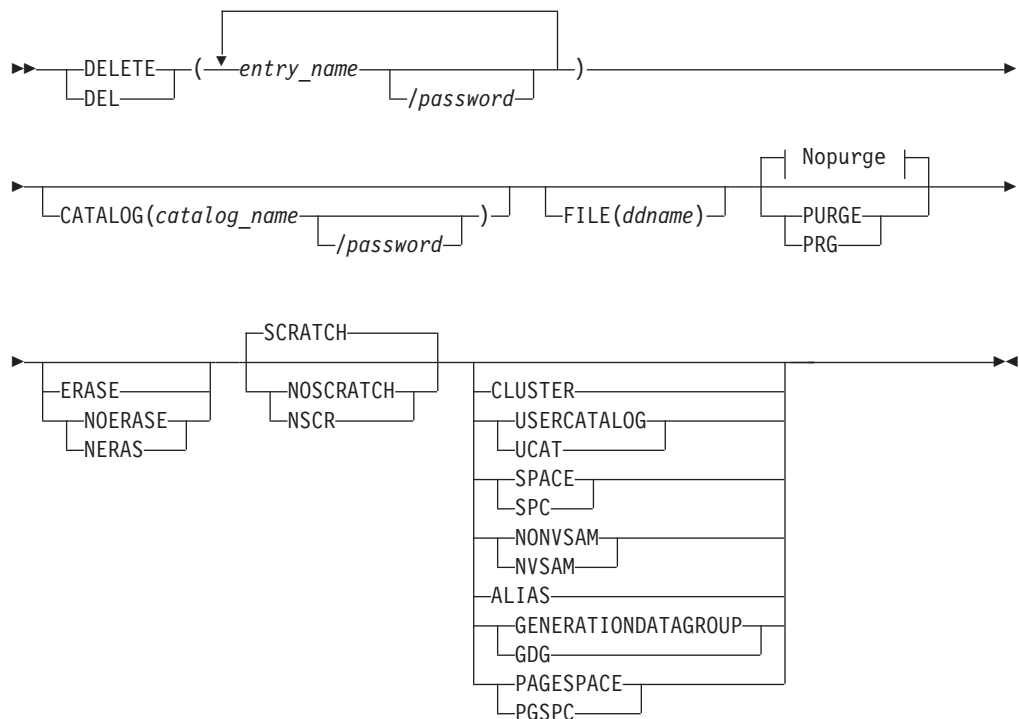 DELETE ( entry_name )
DEL /password
Nopurge
CATALOG(catalog_name ) FILE(ddname) PURGE
/password PRG
SCRATCH
ERASE NOSCRATCH CLUSTER
NOERASE NSCR USERCATALOG
NERAS UCAT
SPACE
SPC
NONVSAM
NVSAM
ALIAS
GENERATIONDATAGROUP
GDG
PAGESPACE
PGSPC